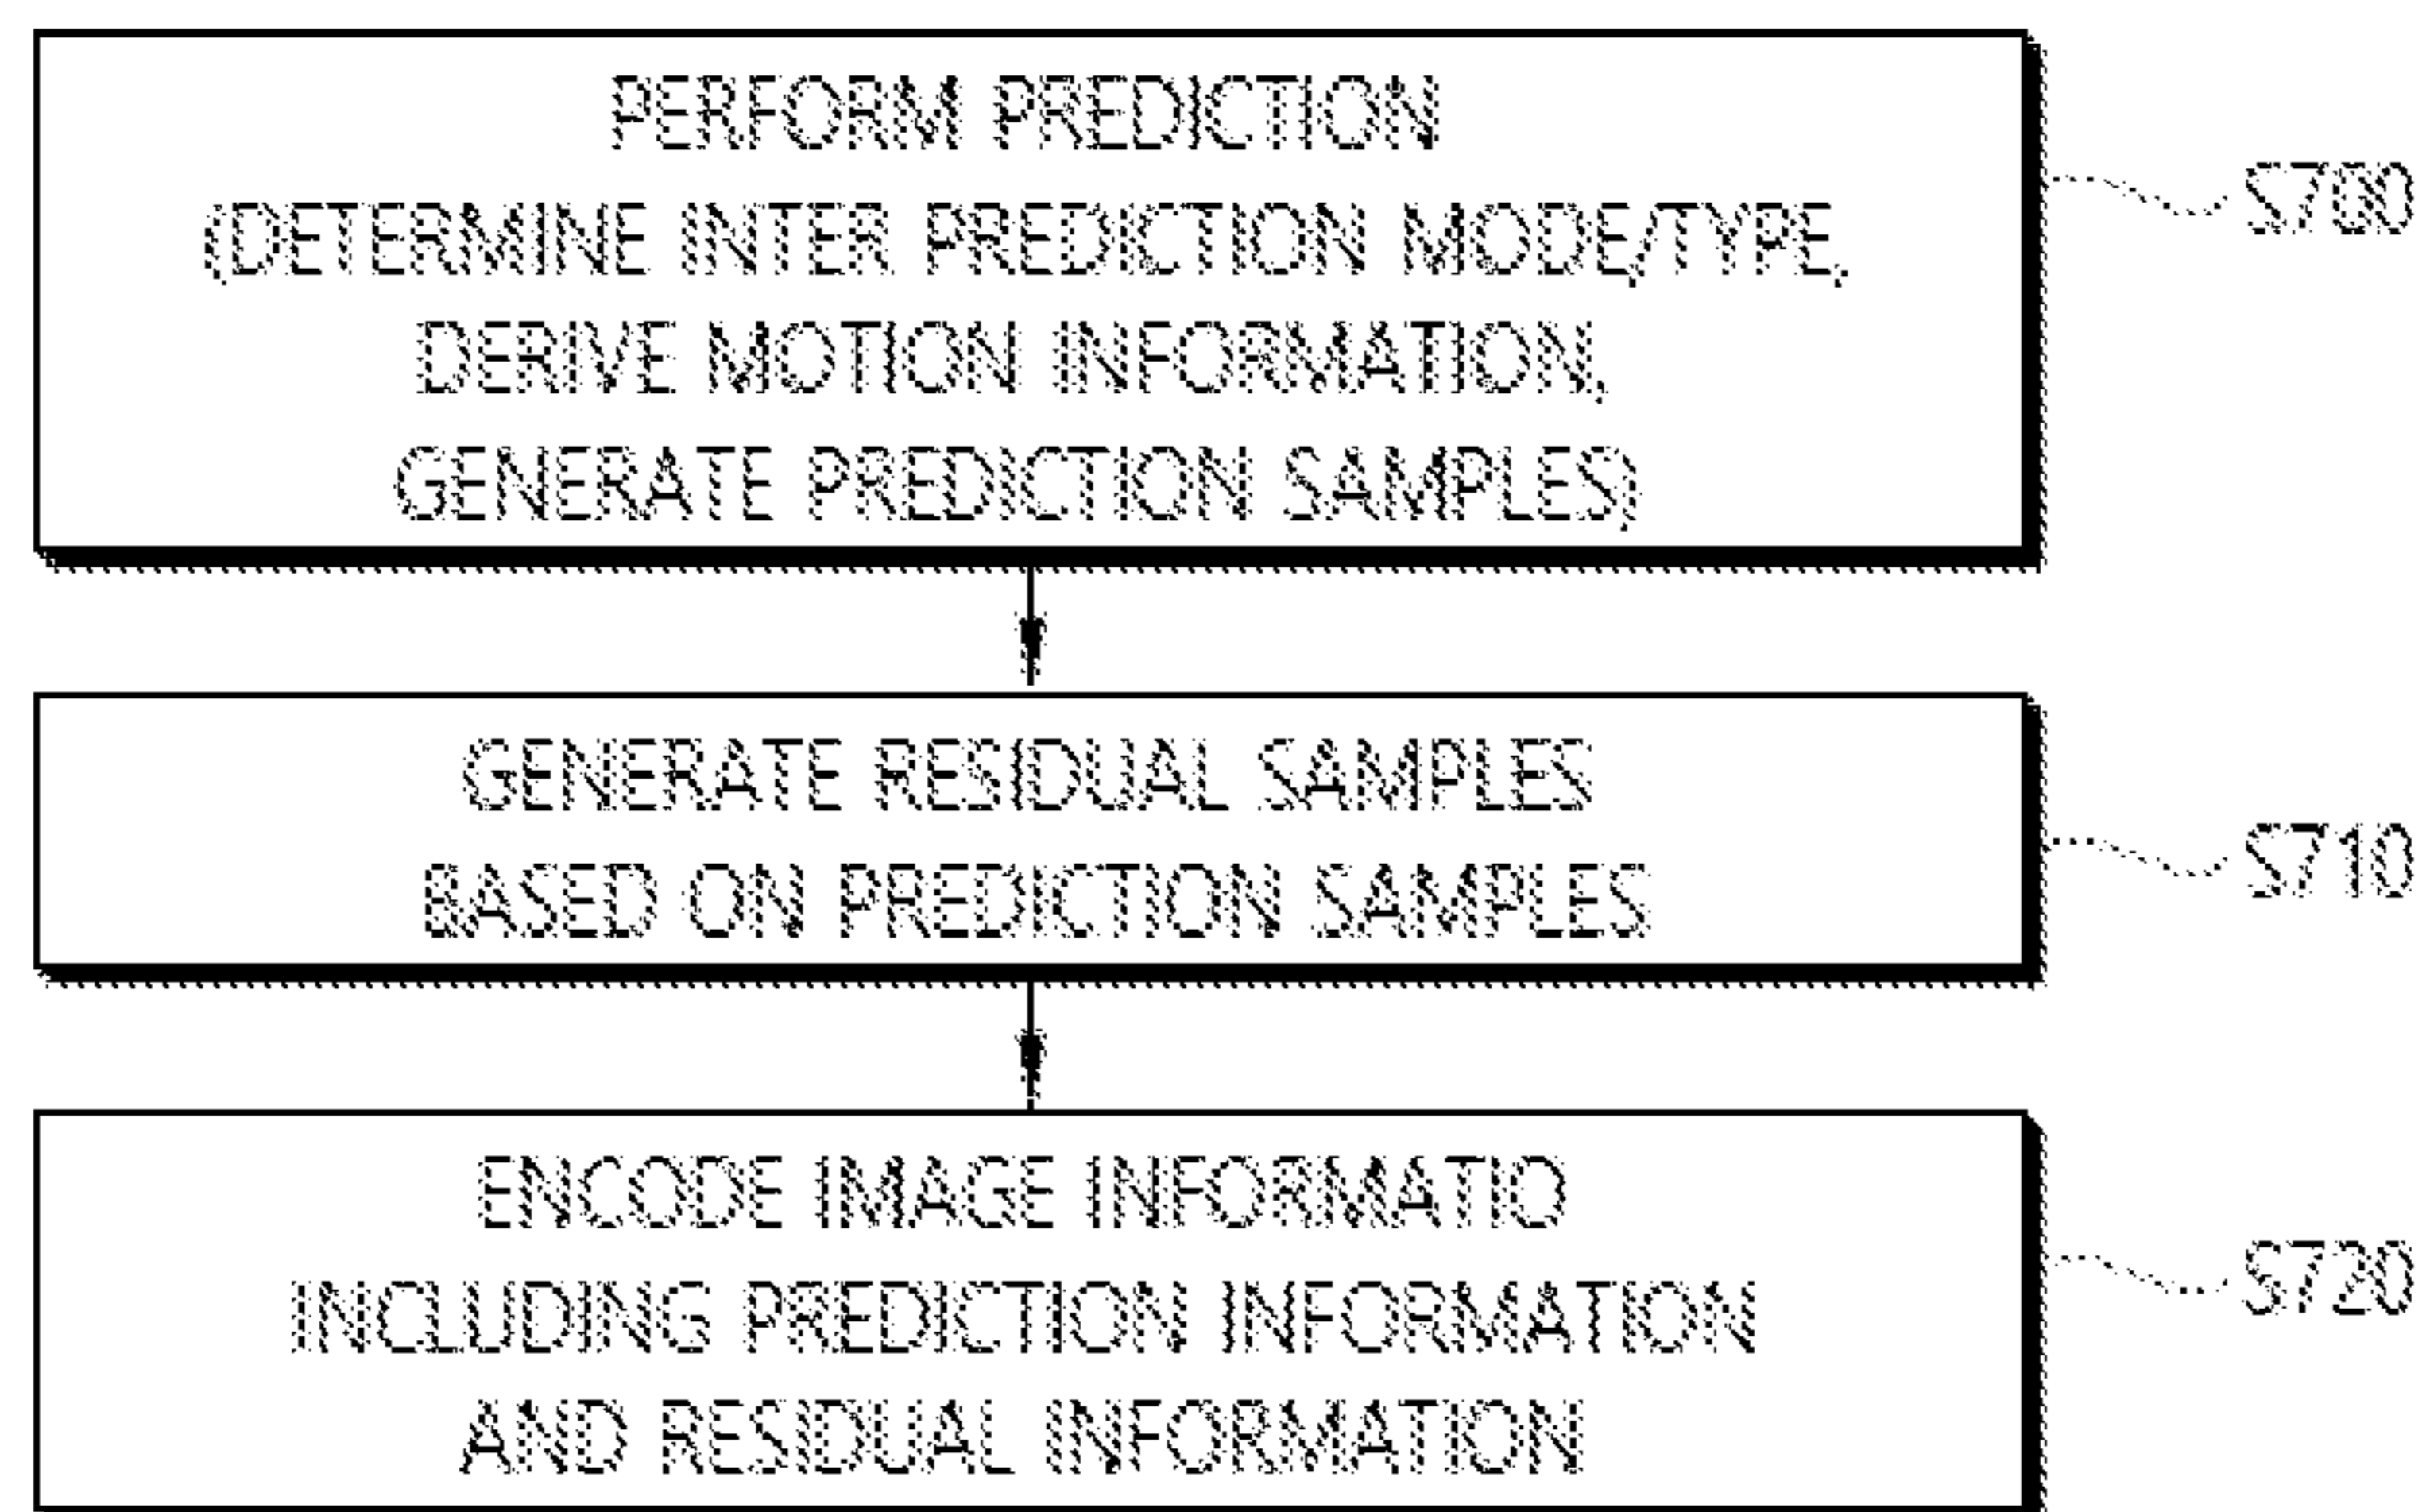 PERFORM PREDICTION
(DETERMINE INTER PREDICTION MODE/TYPE,
DERIVE MOTION INFORMATION,
GENERATE PREDICTION SAMPLES)
S700
GENERATE RESIDUAL SAMPLES
BASED ON PREDICTION SAMPLES
S710
ENCODE IMAGE INFORMATIO
INCLUDING PREDICTION INFORMATION
AND RESIDUAL INFORMATION
S720